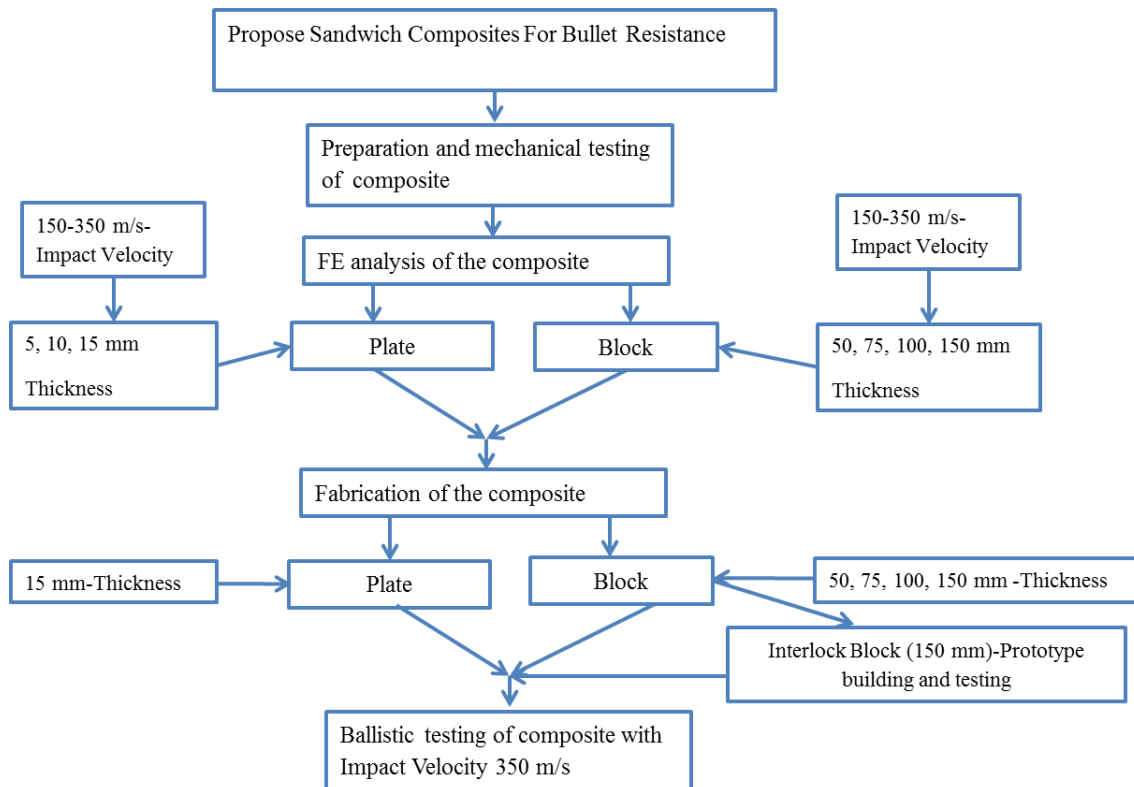 Propose Sandwich Composites For Bullet Resistance
Preparation and mechanical testing
of composite
150-350 m/s-
Impact Velocity
150-350 m/s-
Impact Velocity
FE analysis of the composite
5, 10, 15 mm
Thickness
Plate
Block
50, 75, 100, 150 mm
Thickness
Fabrication of the composite
15 mm-Thickness
Plate
Block
50, 75, 100, 150 mm -Thickness
Interlock Block (150 mm)-Prototype
building and testing
Ballistic testing of composite with
Impact Velocity 350 m/s